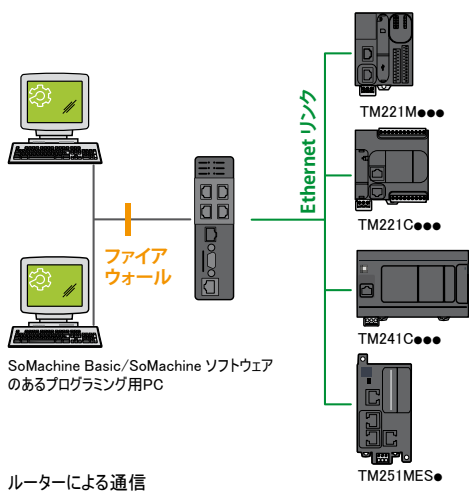 TM221M●●●
Ethernet リンク
TM221C●●●
ファイア
ウォール
TM241C●●●
SoMachine Basic/SoMachine ソフトウェア
のあるプログラミング用PC
TM251MES●
ルーターによる通信